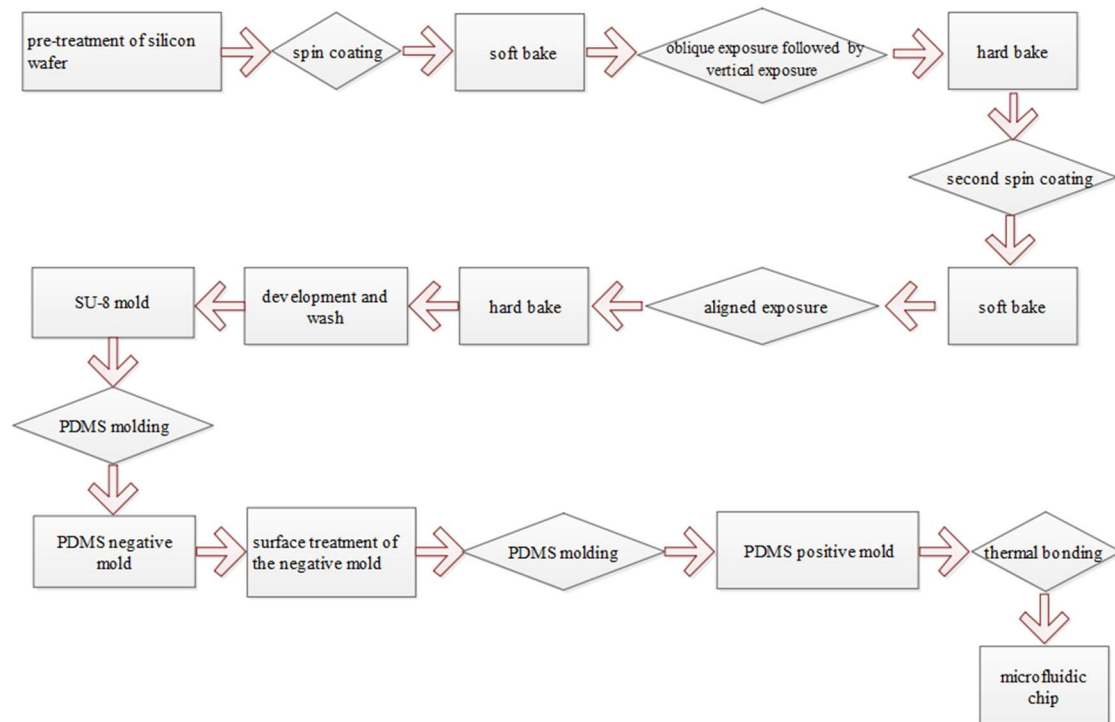 pre-treatment of silicon
wafer
spin coating
soft bake
oblique exposure followed by
vertical exposure
hard bake
second spin coating
soft bake
aligned exposure
hard bake
development and
wash
SU-8 mold
PDMS molding
PDMS negative
mold
surface treatment of
the negative mold
PDMS molding
PDMS positive mold
thermal bonding
microfluidic
chip